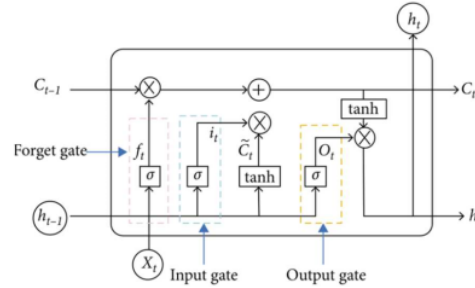 h_t
C_{t-1}
× + C_t
tanh
i_t × ×
C̃_t O_t
Forget gate f_t
σ σ tanh σ
h_{t-1} h
X_t
Input gate Output gate